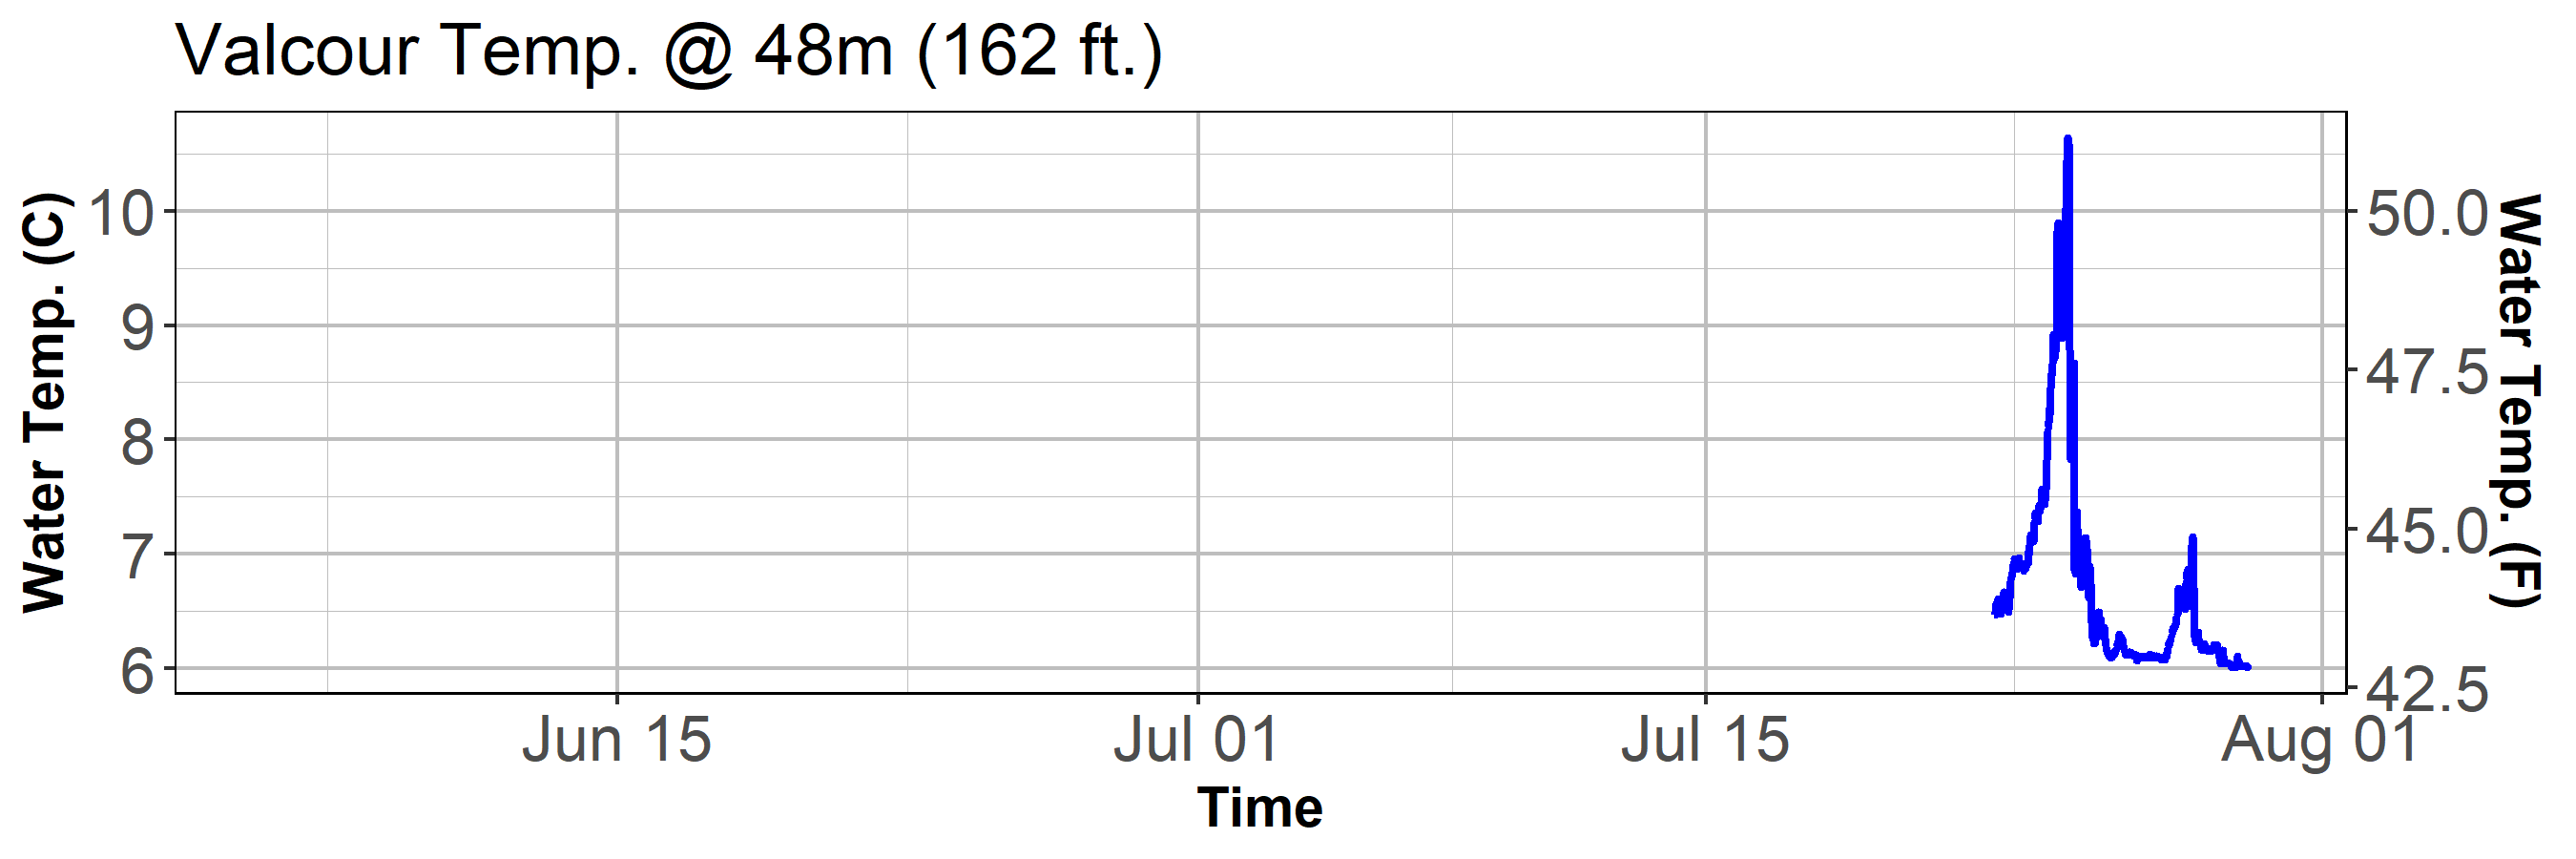 Valcour Temp. @ 48m (162 ft.)
Water Temp. (C)
10
9
8
7
6
50.0
47.5
45.0
42.5
Water Temp. (F)
Jun 15
Jul 01
Jul 15
Aug 01
Time